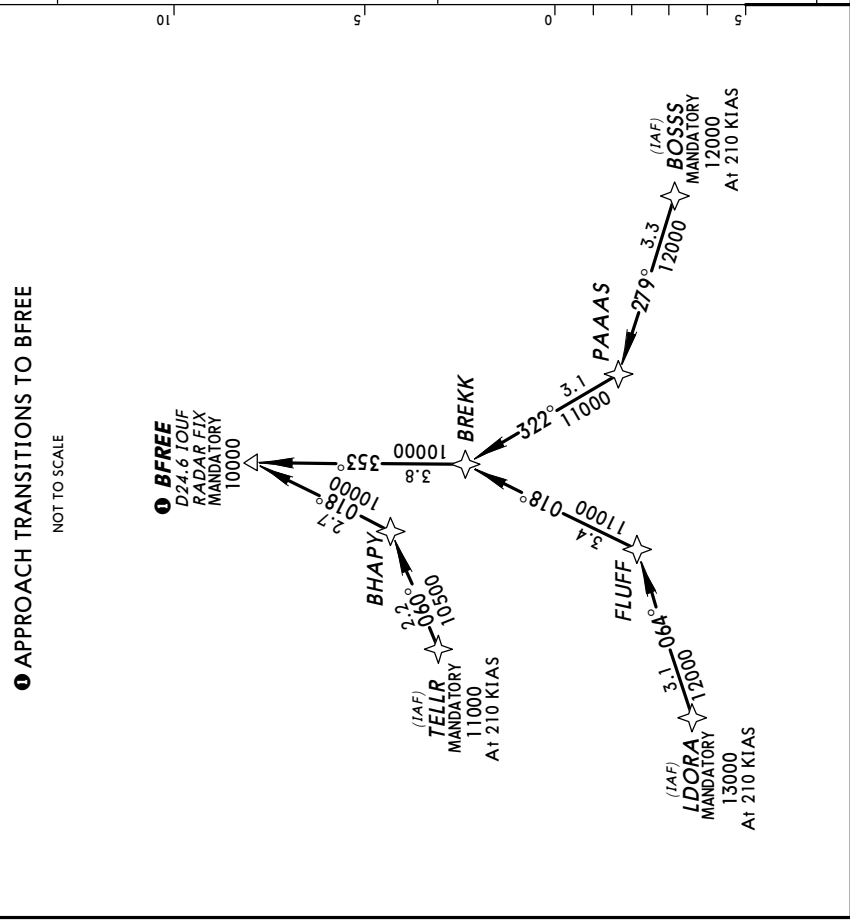 10
5
0
5
❶ APPROACH TRANSITIONS TO BFREE
NOT TO SCALE
❶ BFREE
D24.6 IOUF
RADAR FIX
MANDATORY
10000
353°
3.8
10000
BREKK
018°
2.7
10000
BHAPY
2.2
060°
10500
(IAF)
TELLR
MANDATORY
11000
At 210 KIAS
322°
3.1
11000
PAAAS
279°
3.3
12000
(IAF)
BOSSS
MANDATORY
12000
At 210 KIAS
018°
3.4
11000
FLUFF
064°
3.1
12000
(IAF)
LDORA
MANDATORY
13000
At 210 KIAS